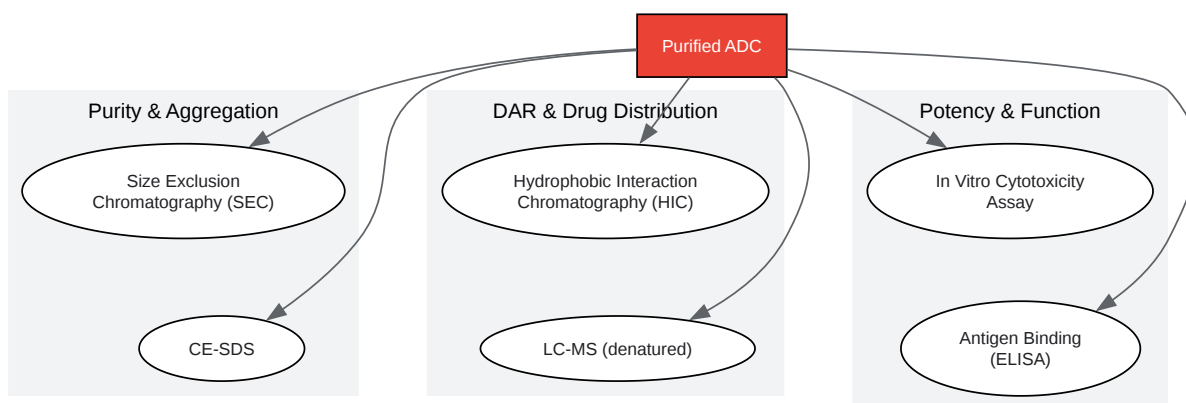 Purified ADC
Purity & Aggregation
DAR & Drug Distribution
Potency & Function
Size Exclusion
Chromatography (SEC)
Hydrophobic Interaction
Chromatography (HIC)
In Vitro Cytotoxicity
Assay
CE-SDS
LC-MS (denatured)
Antigen Binding
(ELISA)